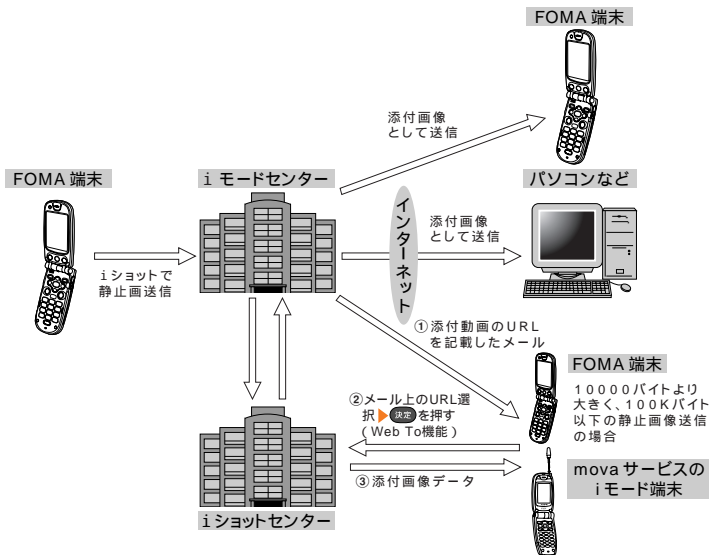 FOMA 端末
添付画像
として送信
FOMA 端末
i モードセンター
パソコンなど
iショットで
静止画送信
インターネット
添付画像
として送信
①添付動画のURL
を記載したメール
FOMA 端末
10000バイトより
大きく、100Kバイト
以下の静止画像送信
の場合
②メール上のURL選
択▶決定を押す
(Web To機能)
③添付画像データ
mova サービスの
iモード端末
iショットセンター